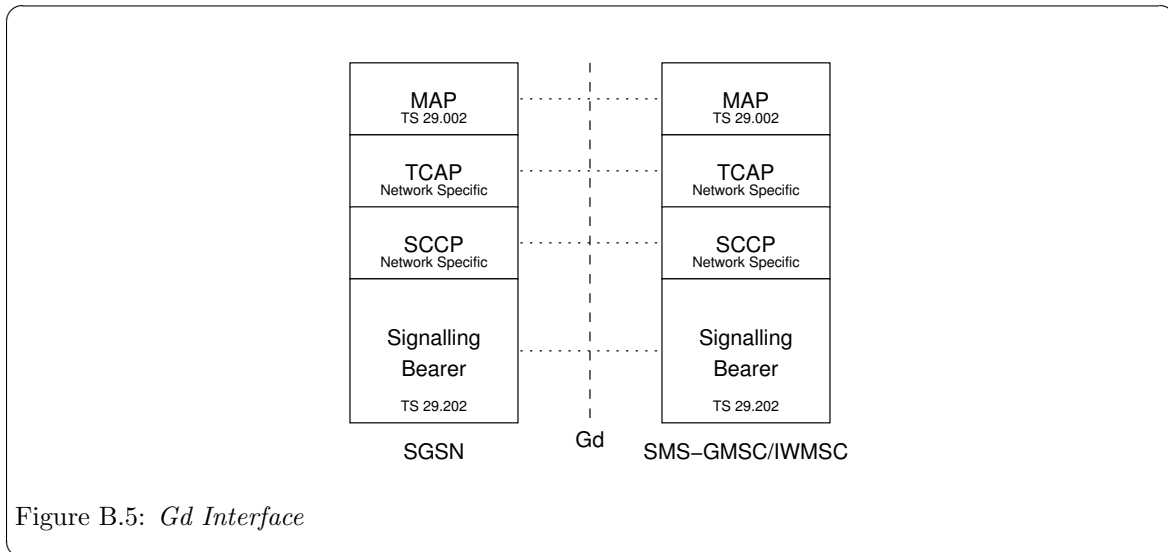 MAP
TS 29.002
TCAP
Network Specific
SCCP
Network Specific
Signalling
Bearer
TS 29.202
SGSN
Gd
MAP
TS 29.002
TCAP
Network Specific
SCCP
Network Specific
Signalling
Bearer
TS 29.202
SMS−GMSC/IWMSC
Figure B.5: Gd Interface